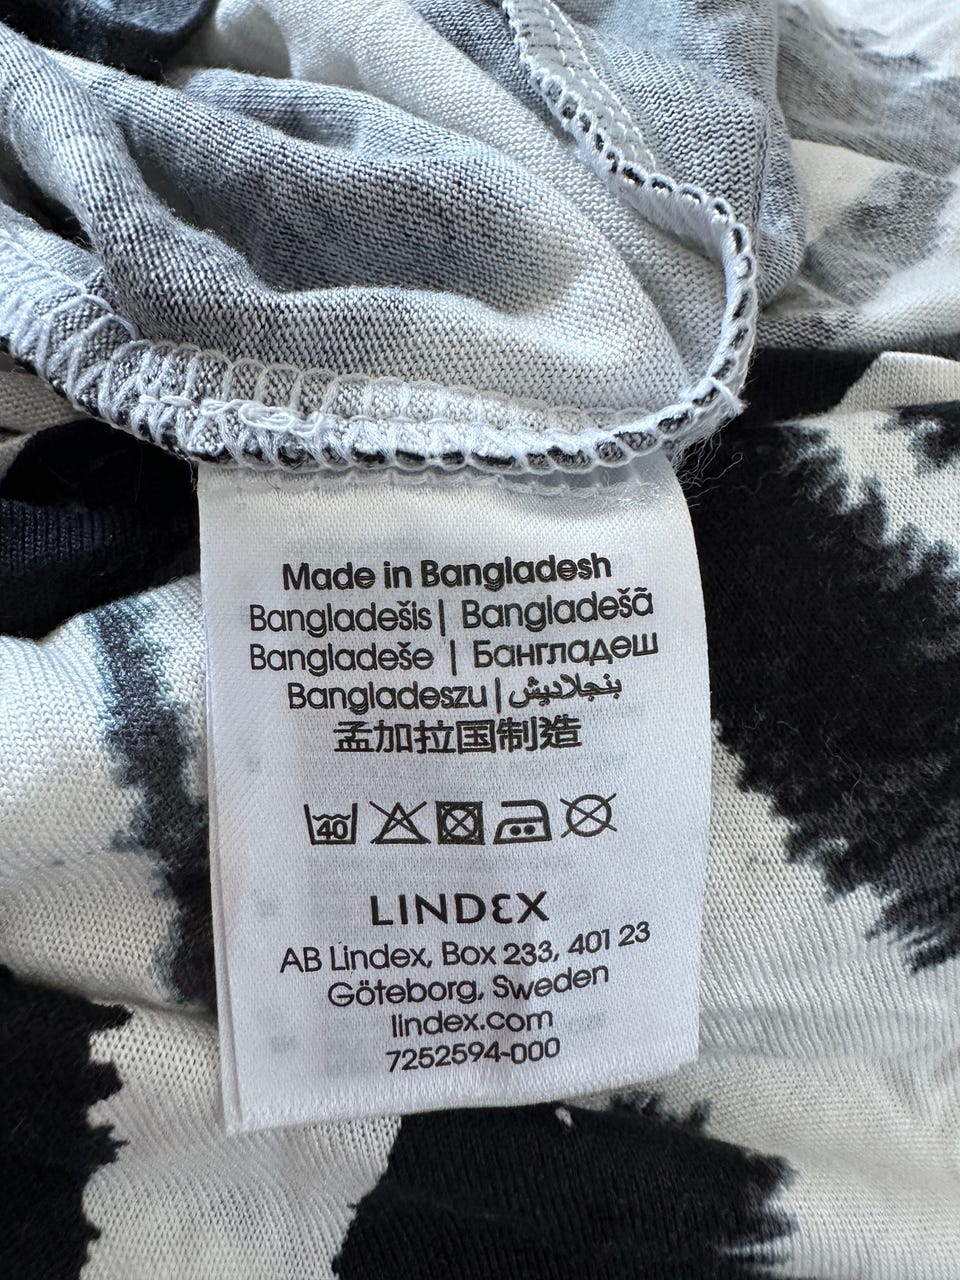 Made in Bangladesh
Bangladešis | Bangladešā
Bangladeše | Бангладеш
Bangladeszu | بنجلاديش
孟加拉国制造
40
LINDEX
AB Lindex, Box 233, 401 23
Göteborg, Sweden
lindex.com
7252594-000